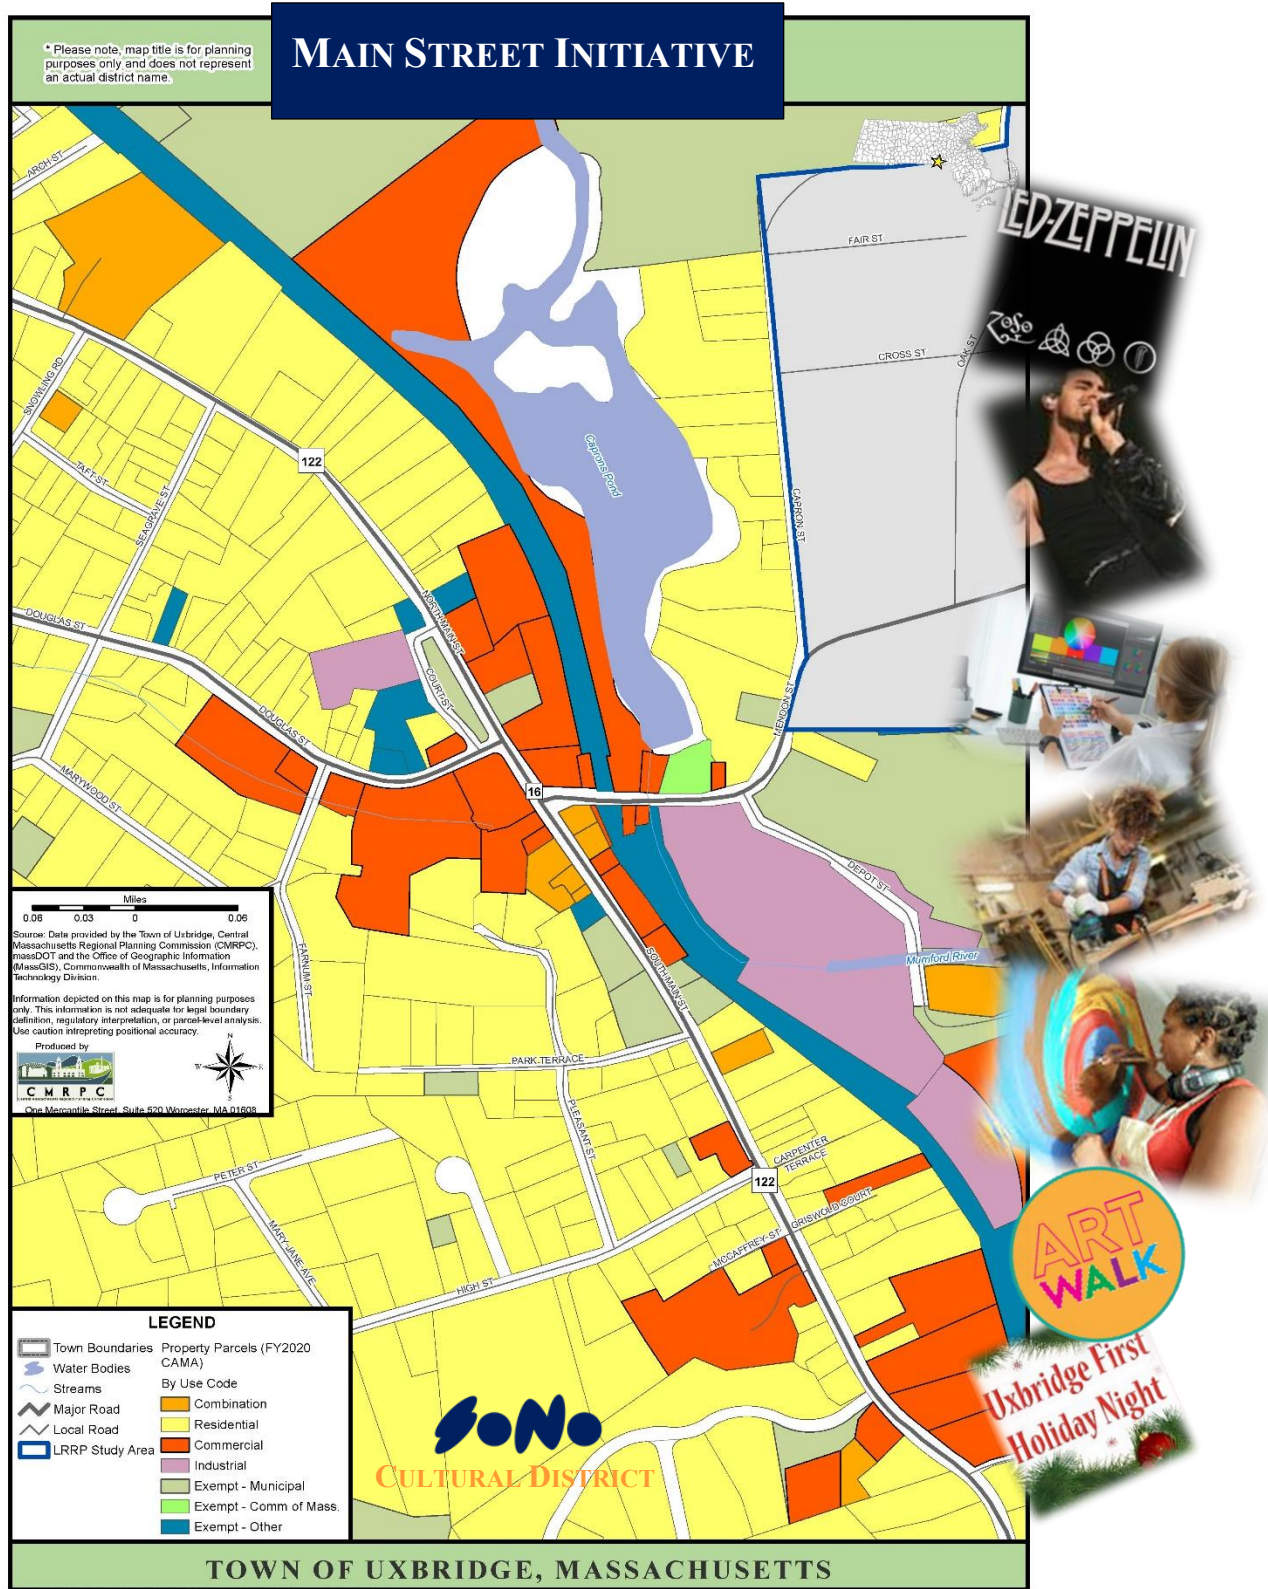 MAIN STREET INITIATIVE
* Please note, map title is for planning
purposes only and does not represent
an actual district name.
ARCH ST
FAIR ST
CROSS ST
OAK ST
SNOWLING RD
TAFT ST
SEAGRAVE ST
122
Caprons Pond
CAPRON ST
DOUGLAS ST
NORTH MAIN ST
COURT ST
DOUGLAS ST
MENDON ST
MARYWOOD ST
16
DEPOT ST
FARNUM ST
SOUTH MAIN ST
Mumford River
PARK TERRACE
PLEASANT ST
CARPENTER
TERRACE
PETER ST
122
MARY JANE AVE
GRISWOLD COURT
MCCAFFREY ST
HIGH ST
Miles
0.06 0.03 0 0.06
Source: Data provided by the Town of Uxbridge, Central
Massachusetts Regional Planning Commission (CMRPC),
massDOT and the Office of Geographic Information
(MassGIS), Commonwealth of Massachusetts, Information
Technology Division.
Information depicted on this map is for planning purposes
only. This information is not adequate for legal boundary
definition, regulatory interpretation, or parcel-level analysis.
Use caution intrepreting positional accuracy.
Produced by
N
W E
S
CMRPC
One Mercantile Street, Suite 520 Worcester, MA 01608
LEGEND
Town Boundaries
Water Bodies
Streams
Major Road
Local Road
LRRP Study Area
Property Parcels (FY2020
CAMA)
By Use Code
Combination
Residential
Commercial
Industrial
Exempt - Municipal
Exempt - Comm of Mass.
Exempt - Other
SoNo
CULTURAL DISTRICT
TOWN OF UXBRIDGE, MASSACHUSETTS
LED-ZEPPELIN
ZoSo
ART
WALK
Uxbridge First
Holiday Night